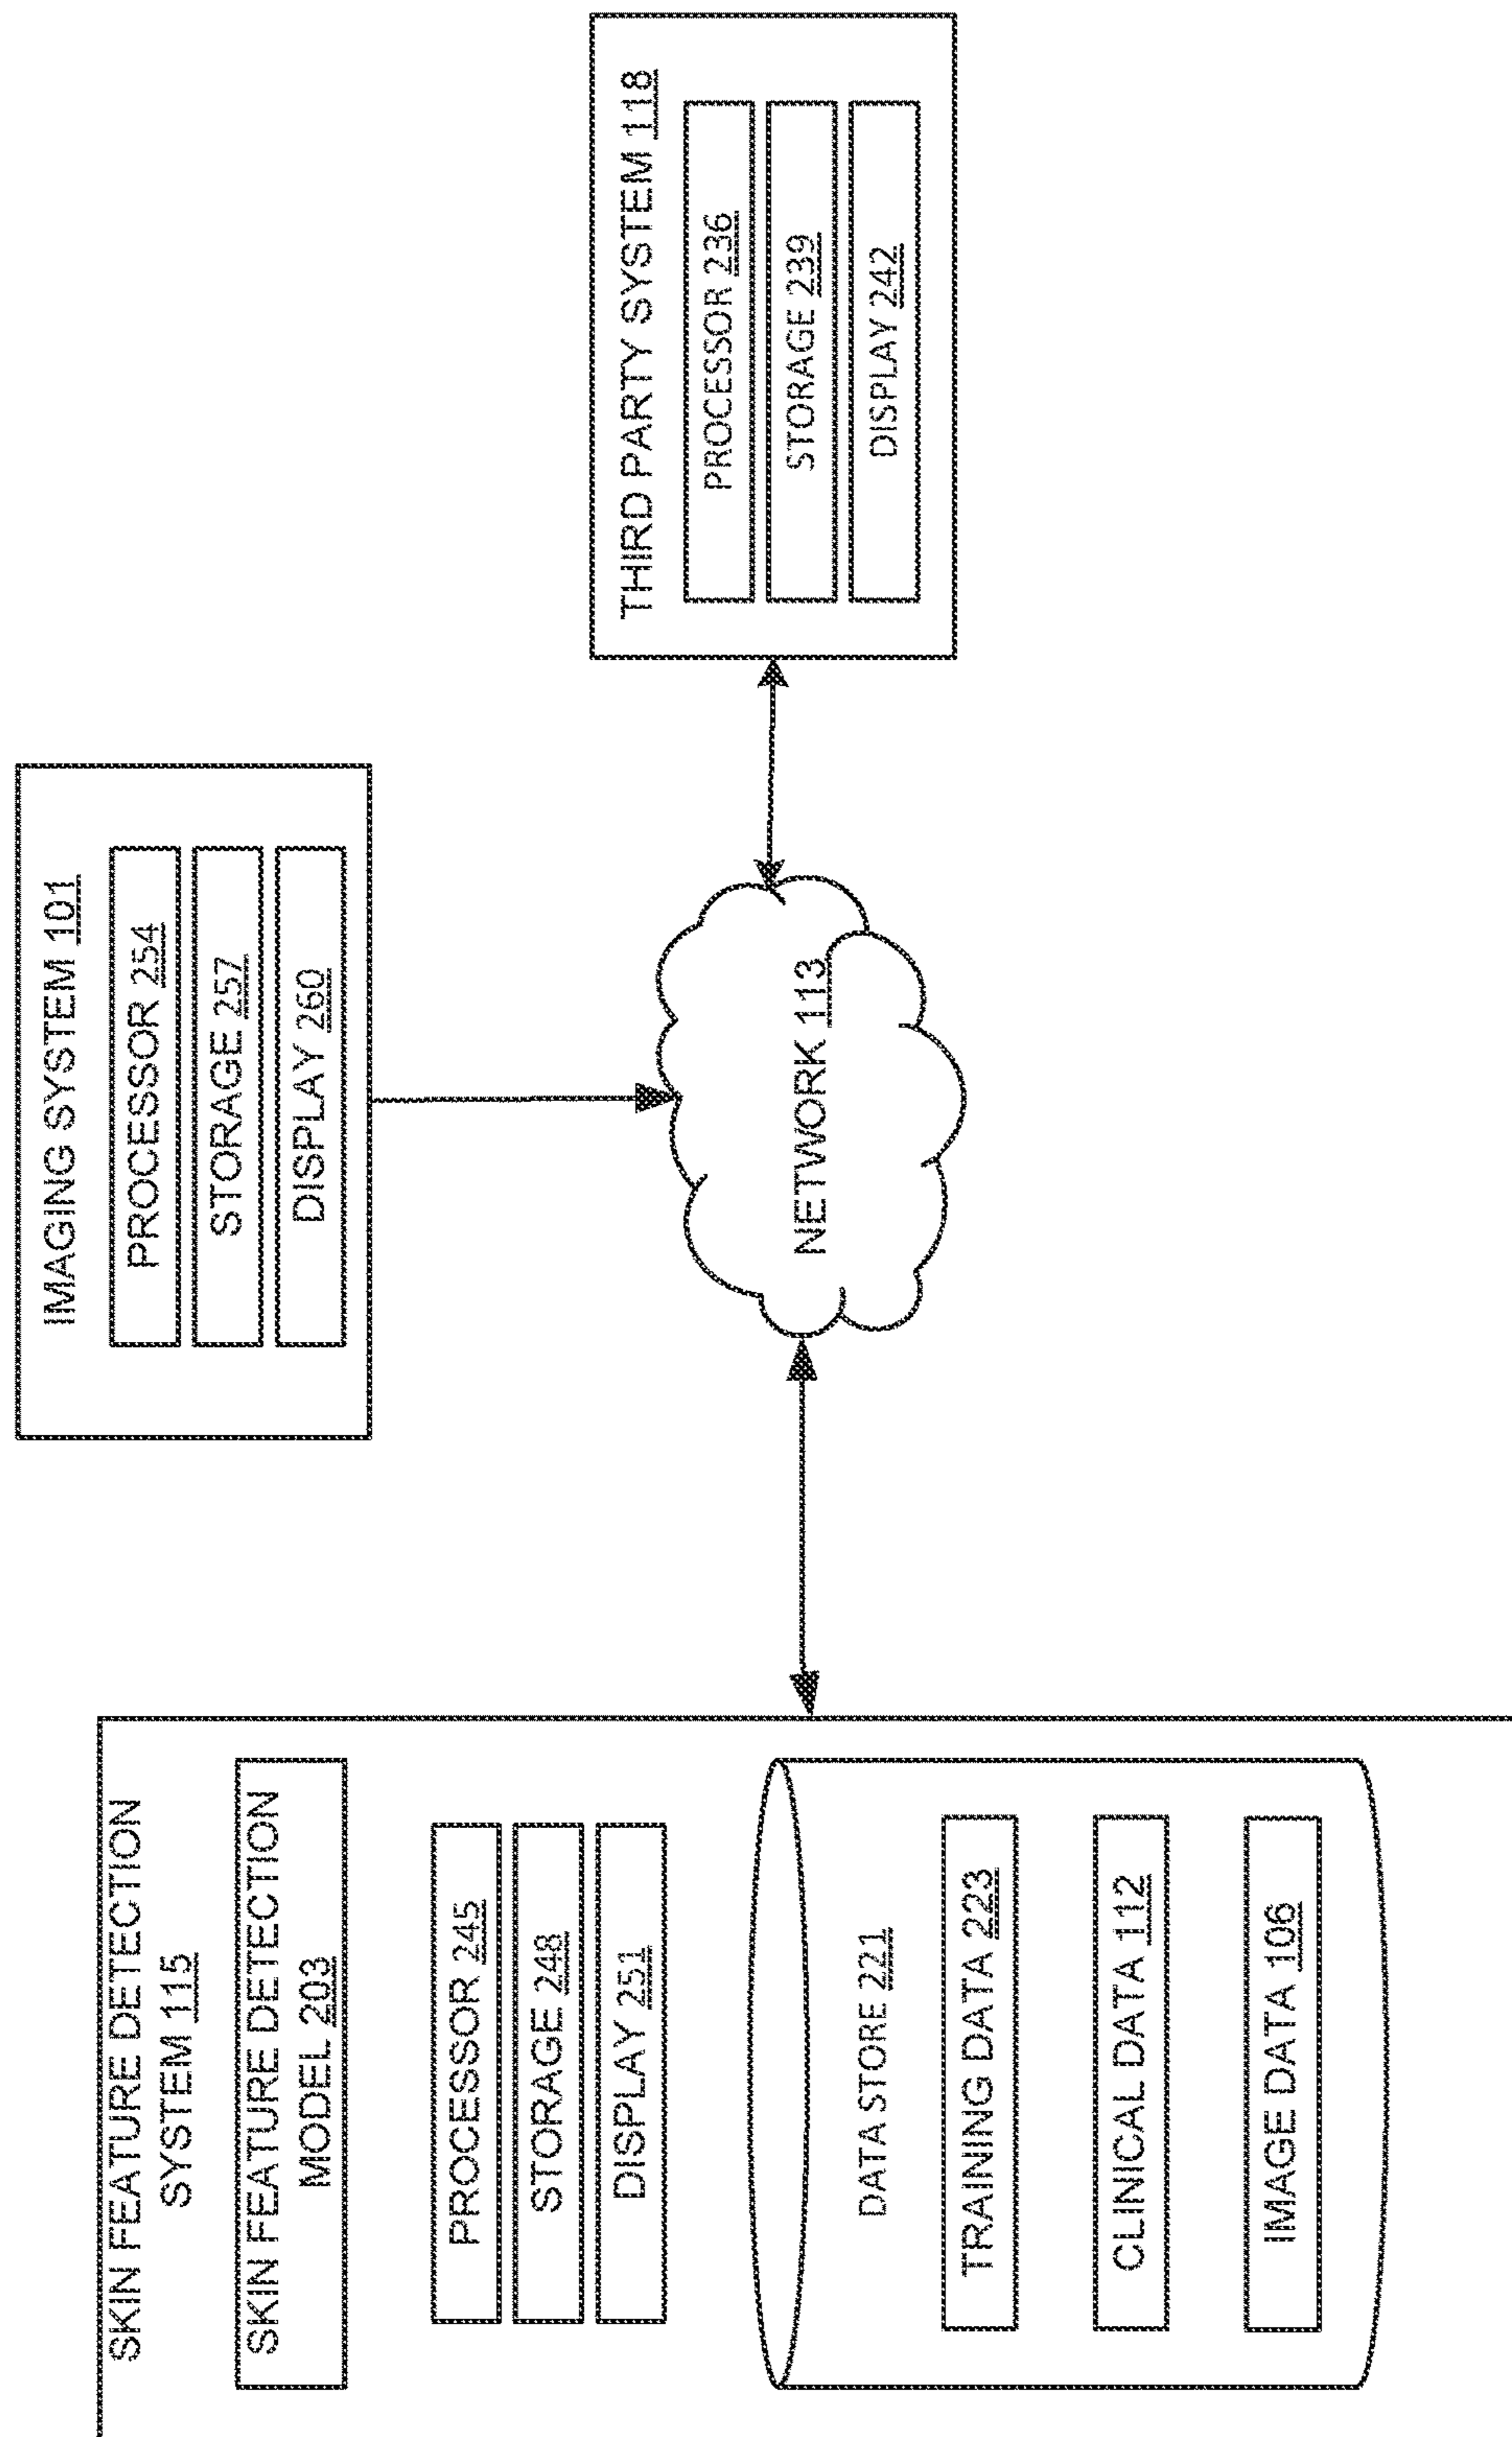 SKIN FEATURE DETECTION
SYSTEM 115
SKIN FEATURE DETECTION
MODEL 203
PROCESSOR 245
STORAGE 248
DISPLAY 251
DATA STORE 221
TRAINING DATA 223
CLINICAL DATA 112
IMAGE DATA 106
IMAGING SYSTEM 101
PROCESSOR 254
STORAGE 257
DISPLAY 260
NETWORK 113
THIRD PARTY SYSTEM 118
PROCESSOR 236
STORAGE 239
DISPLAY 242